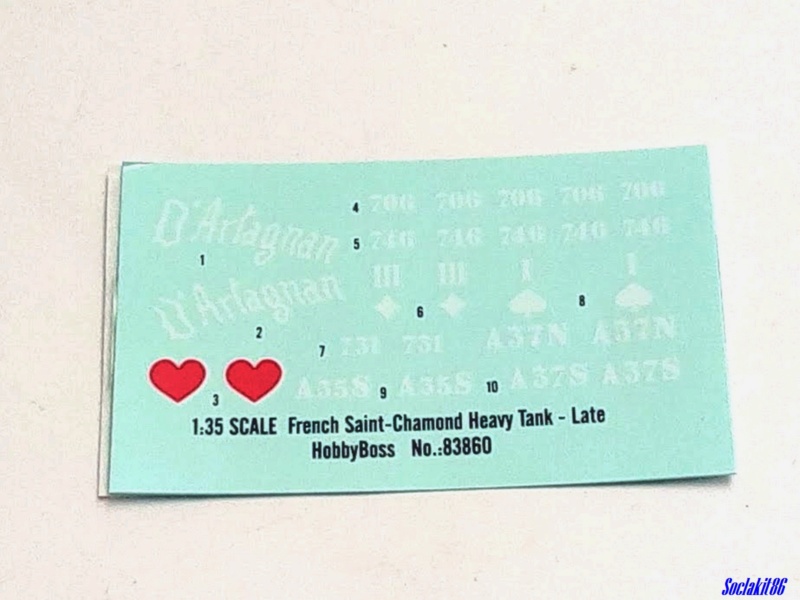 D'Artagnan
1
4 706 706 706 706 706
5 746 746 746 746 746
III III I I
D'Artagnan
2
6
8
7 731 731 A37N A37N
3
A35S 9 A35S 10 A37S A37S
1:35 SCALE French Saint-Chamond Heavy Tank - Late
HobbyBoss No.:83860
Soclakit86